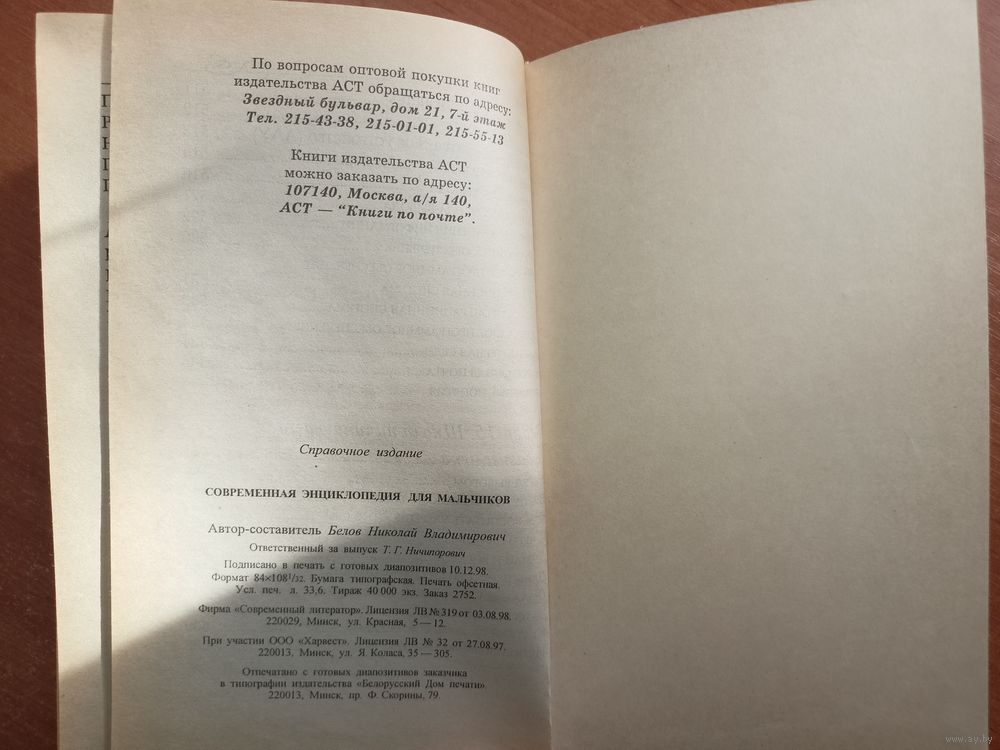 По вопросам оптовой покупки книг
издательства АСТ обращаться по адресу:
Звездный бульвар, дом 21, 7-й этаж
Тел. 215-43-38, 215-01-01, 215-55-13
Книги издательства АСТ
можно заказать по адресу:
107140, Москва, а/я 140,
АСТ — “Книги по почте”.
Справочное издание
СОВРЕМЕННАЯ ЭНЦИКЛОПЕДИЯ ДЛЯ МАЛЬЧИКОВ
Автор-составитель Белов Николай Владимирович
Ответственный за выпуск Т. Г. Ничипорович
Подписано в печать с готовых диапозитивов 10.12.98.
Формат 84×108 1/32. Бумага типографская. Печать офсетная.
Усл. печ. л. 33,6. Тираж 40 000 экз. Заказ 2752.
Фирма «Современный литератор». Лицензия ЛВ № 319 от 03.08.98.
220029, Минск, ул. Красная, 5—12.
При участии ООО «Харвест». Лицензия ЛВ № 32 от 27.08.97.
220013, Минск, ул. Я. Коласа, 35—305.
Отпечатано с готовых диапозитивов заказчика
в типографии издательства «Белорусский Дом печати».
220013, Минск, пр. Ф. Скорины, 79.
www.ay.by